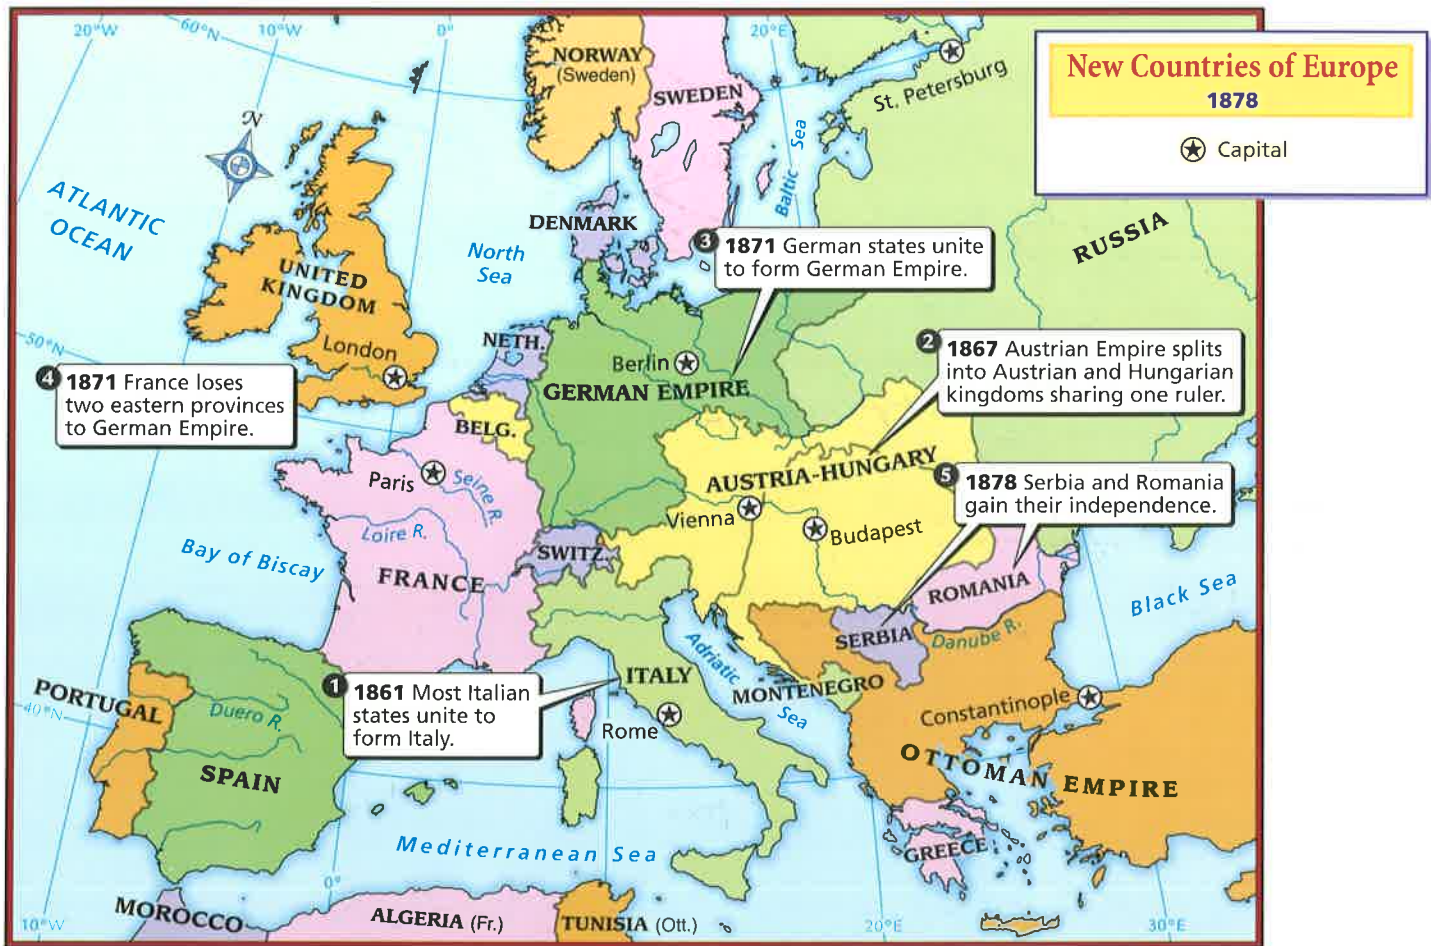 20°W
60°N
10°W
0°
20°E
NORWAY
(Sweden)
SWEDEN
St. Petersburg
New Countries of Europe
1878
Capital
N
ATLANTIC
OCEAN
Baltic Sea
DENMARK
North
Sea
RUSSIA
3 1871 German states unite
to form German Empire.
UNITED
KINGDOM
London
50°N
NETH.
Berlin
GERMAN EMPIRE
2 1867 Austrian Empire splits
into Austrian and Hungarian
kingdoms sharing one ruler.
4 1871 France loses
two eastern provinces
to German Empire.
BELG.
Paris
Seine R.
Loire R.
AUSTRIA-HUNGARY
5 1878 Serbia and Romania
gain their independence.
Vienna
Budapest
Bay of Biscay
SWITZ.
FRANCE
ROMANIA
Black Sea
SERBIA
Danube R.
Adriatic
Sea
ITALY
MONTENEGRO
PORTUGAL
40°N
Duero R.
1 1861 Most Italian
states unite to
form Italy.
Rome
Constantinople
SPAIN
OTTOMAN EMPIRE
Mediterranean Sea
GREECE
0°
10°W
MOROCCO
ALGERIA (Fr.)
TUNISIA (Ott.)
20°E
30°E